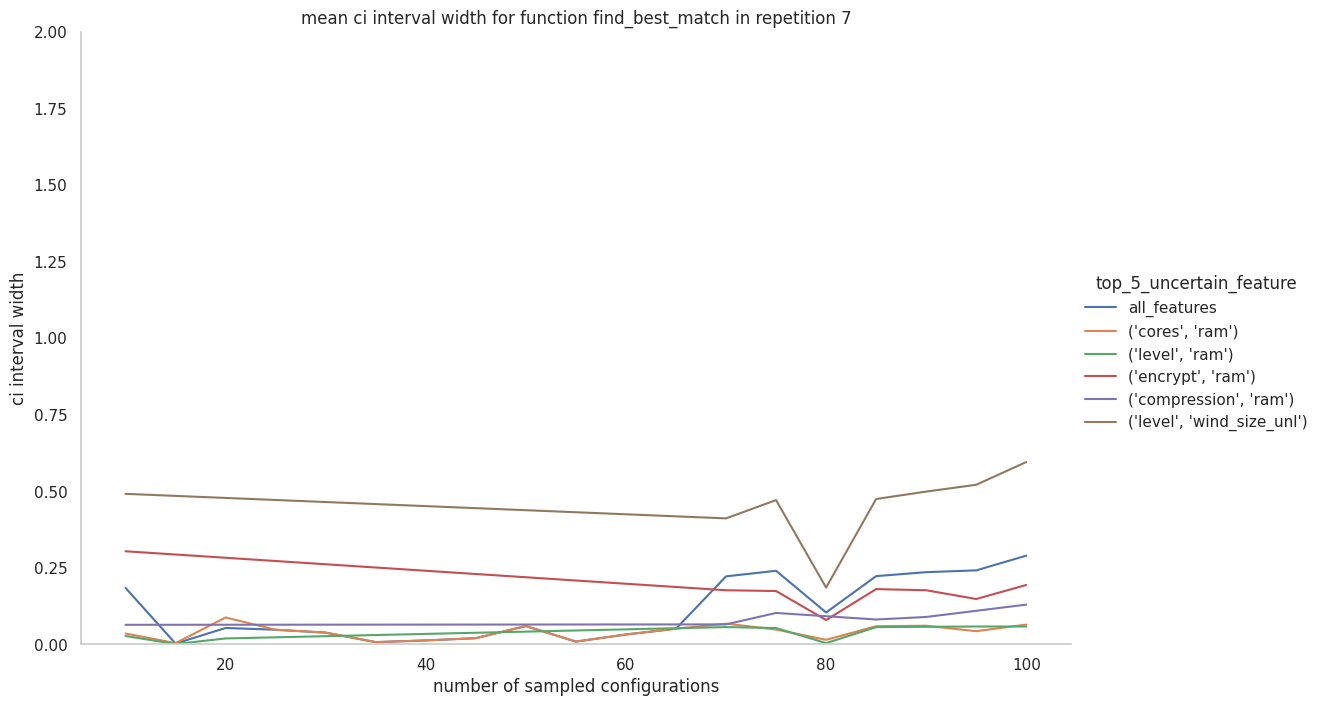 mean ci interval width for function find_best_match in repetition 7
2.00
1.75
1.50
1.25
1.00
0.75
0.50
0.25
0.00
ci interval width
20
40
60
80
100
number of sampled configurations
top_5_uncertain_feature
all_features
('cores', 'ram')
('level', 'ram')
('encrypt', 'ram')
('compression', 'ram')
('level', 'wind_size_unl')